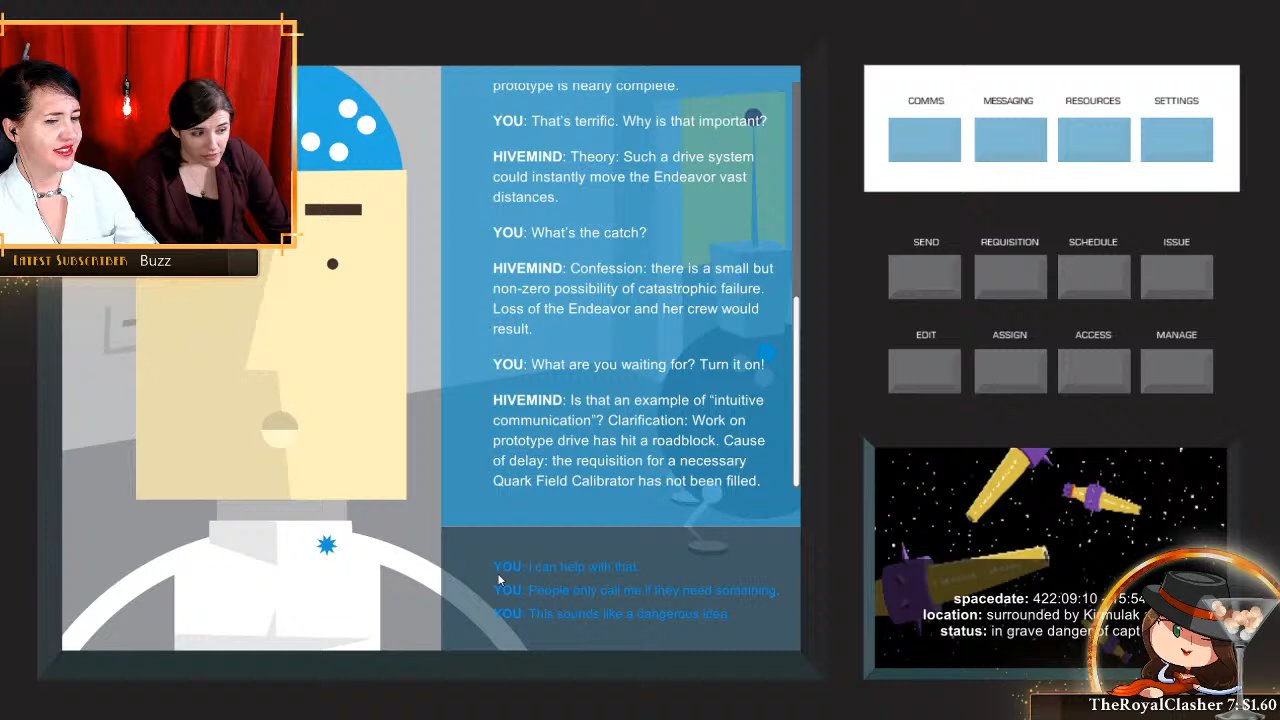 LATEST SUBSCRIBER Buzz
prototype is nearly complete.
YOU: That's terrific. Why is that important?
HIVEMIND: Theory: Such a drive system
could instantly move the Endeavor vast
distances.
YOU: What's the catch?
HIVEMIND: Confession: there is a small but
non-zero possibility of catastrophic failure.
Loss of the Endeavor and her crew would
result.
YOU: What are you waiting for? Turn it on!
HIVEMIND: Is that an example of “intuitive
communication”? Clarification: Work on
prototype drive has hit a roadblock. Cause
of delay: the requisition for a necessary
Quark Field Calibrator has not been filled.
YOU: I can help with that.
YOU: People only call me if they need something.
YOU: This sounds like a dangerous idea
COMMS MESSAGING RESOURCES SETTINGS
SEND REQUISITION SCHEDULE ISSUE
EDIT ASSIGN ACCESS MANAGE
spacedate: 422:09:10 - 15:54
location: surrounded by
status: in grave danger of capt
TheRoyalClasher 7: $1.60